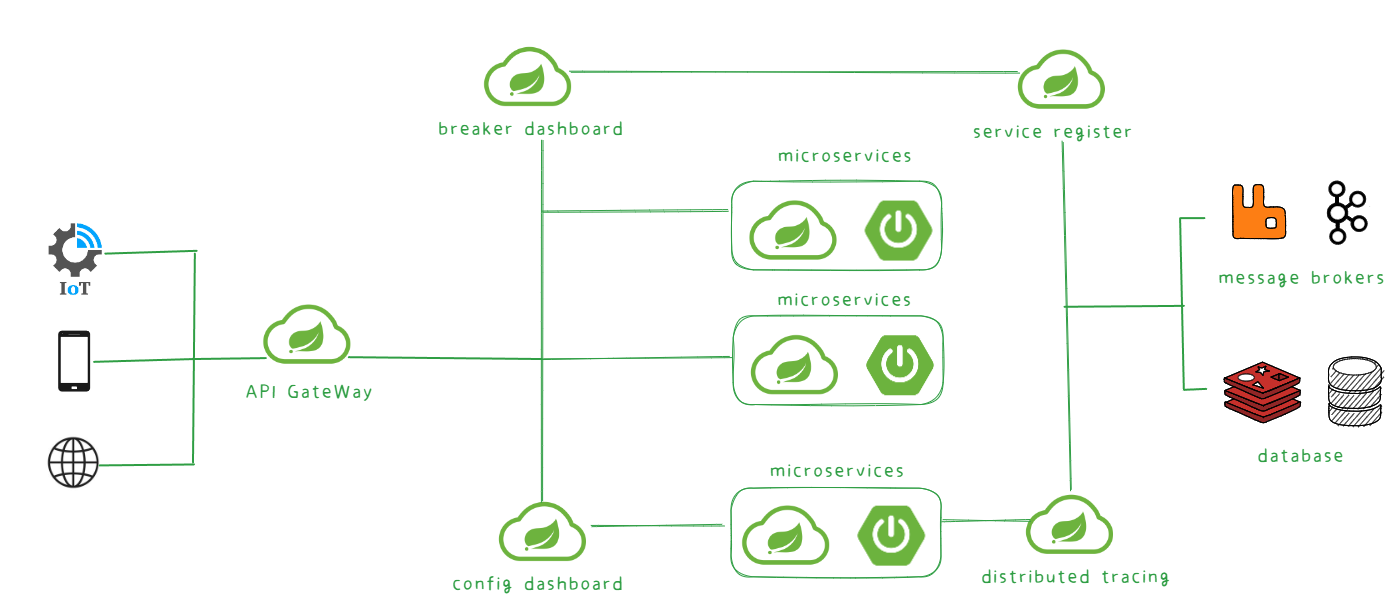 breaker dashboard
service register
microservices
IoT
microservices
message brokers
API GateWay
database
microservices
config dashboard
distributed tracing